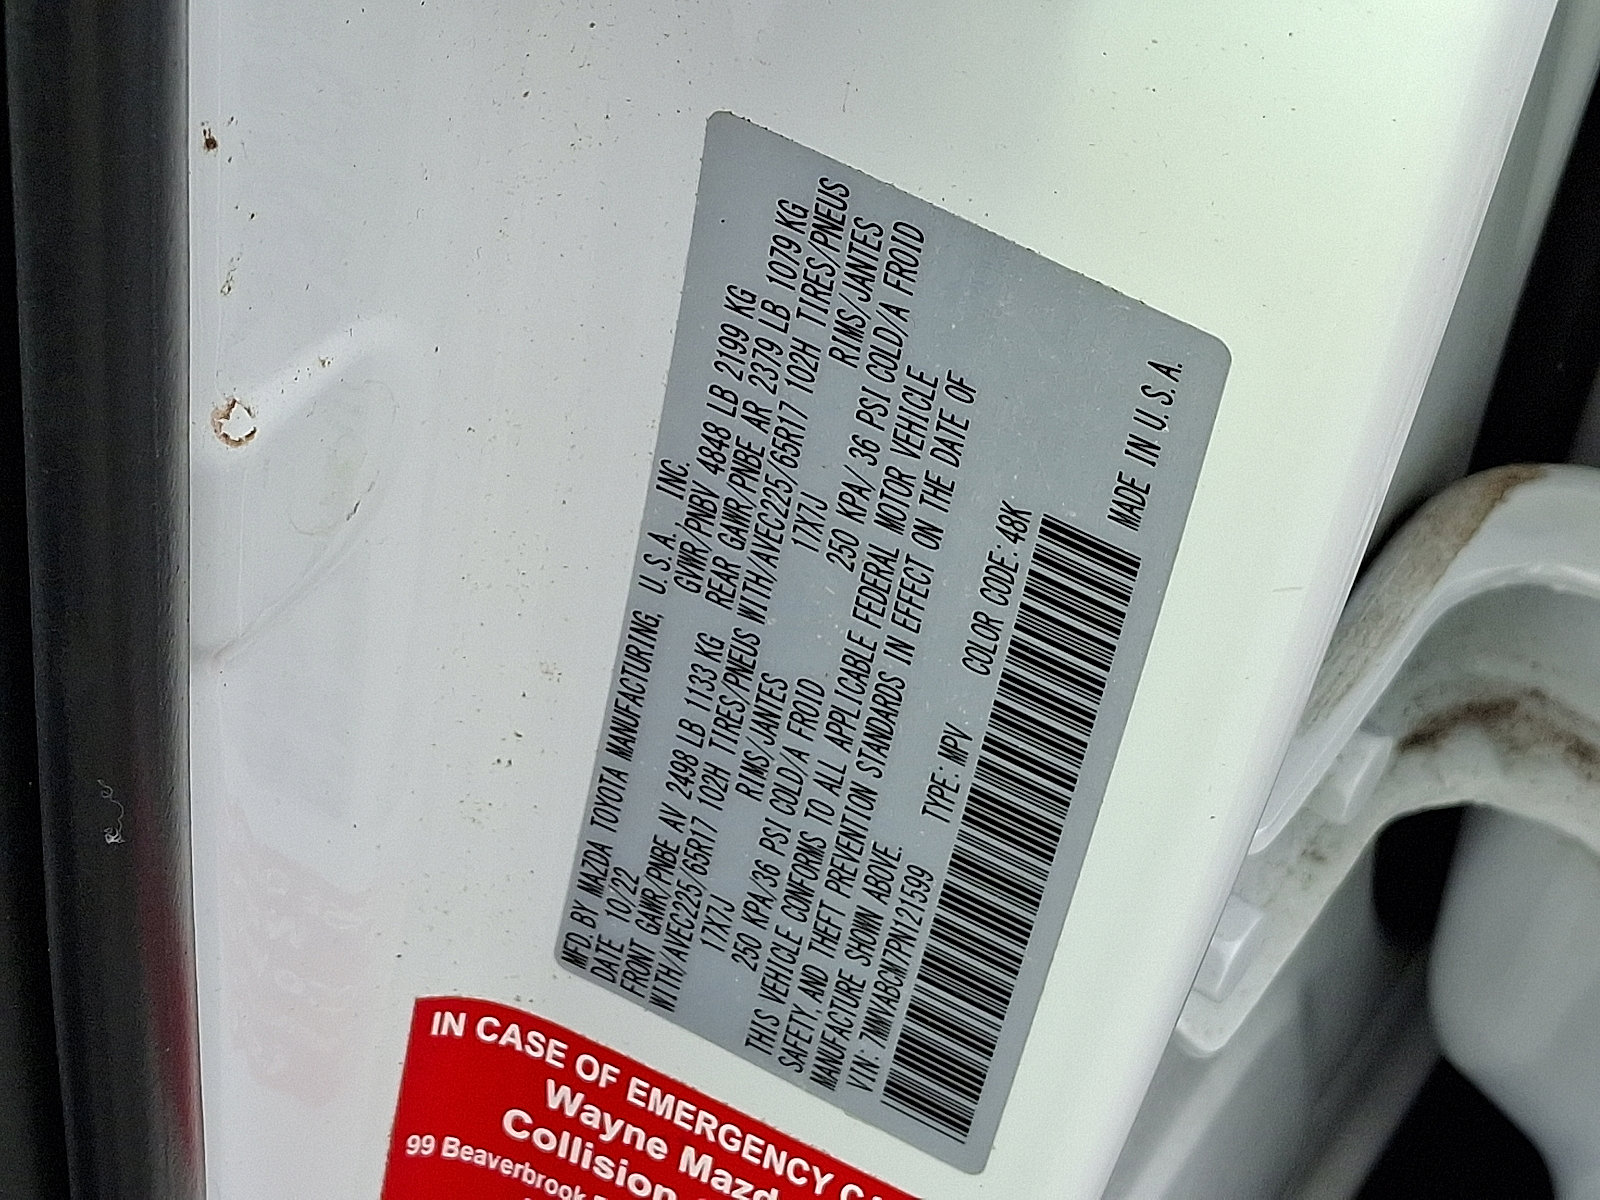 MFD. BY MAZDA TOYOTA MANUFACTURING, U.S.A. INC.
DATE 10/22 GVWR/PNBV 4848 LB 2199 KG
FRONT GAWR/PNBE AV 2498 LB 1133 KG REAR GAWR/PNBE AR 2379 LB 1079 KG
WITH/AVEC225/65R17 102H TIRES/PNEUS WITH/AVEC225/65R17 102H TIRES/PNEUS
17X7J RIMS/JANTES 17X7J RIMS/JANTES
250 KPA/36 PSI COLD/A FROID 250 KPA/ 36 PSI COLD/A FROID
THIS VEHICLE CONFORMS TO ALL APPLICABLE FEDERAL MOTOR VEHICLE
SAFETY, AND THEFT PREVENTION STANDARDS IN EFFECT ON THE DATE OF
MANUFACTURE SHOWN ABOVE.
VIN: 7MMVABCM7PN121599 TYPE: MPV COLOR CODE: 48K
MADE IN U.S.A.
IN CASE OF EMERGENCY
Wayne
Collision
99 Beaverbrook